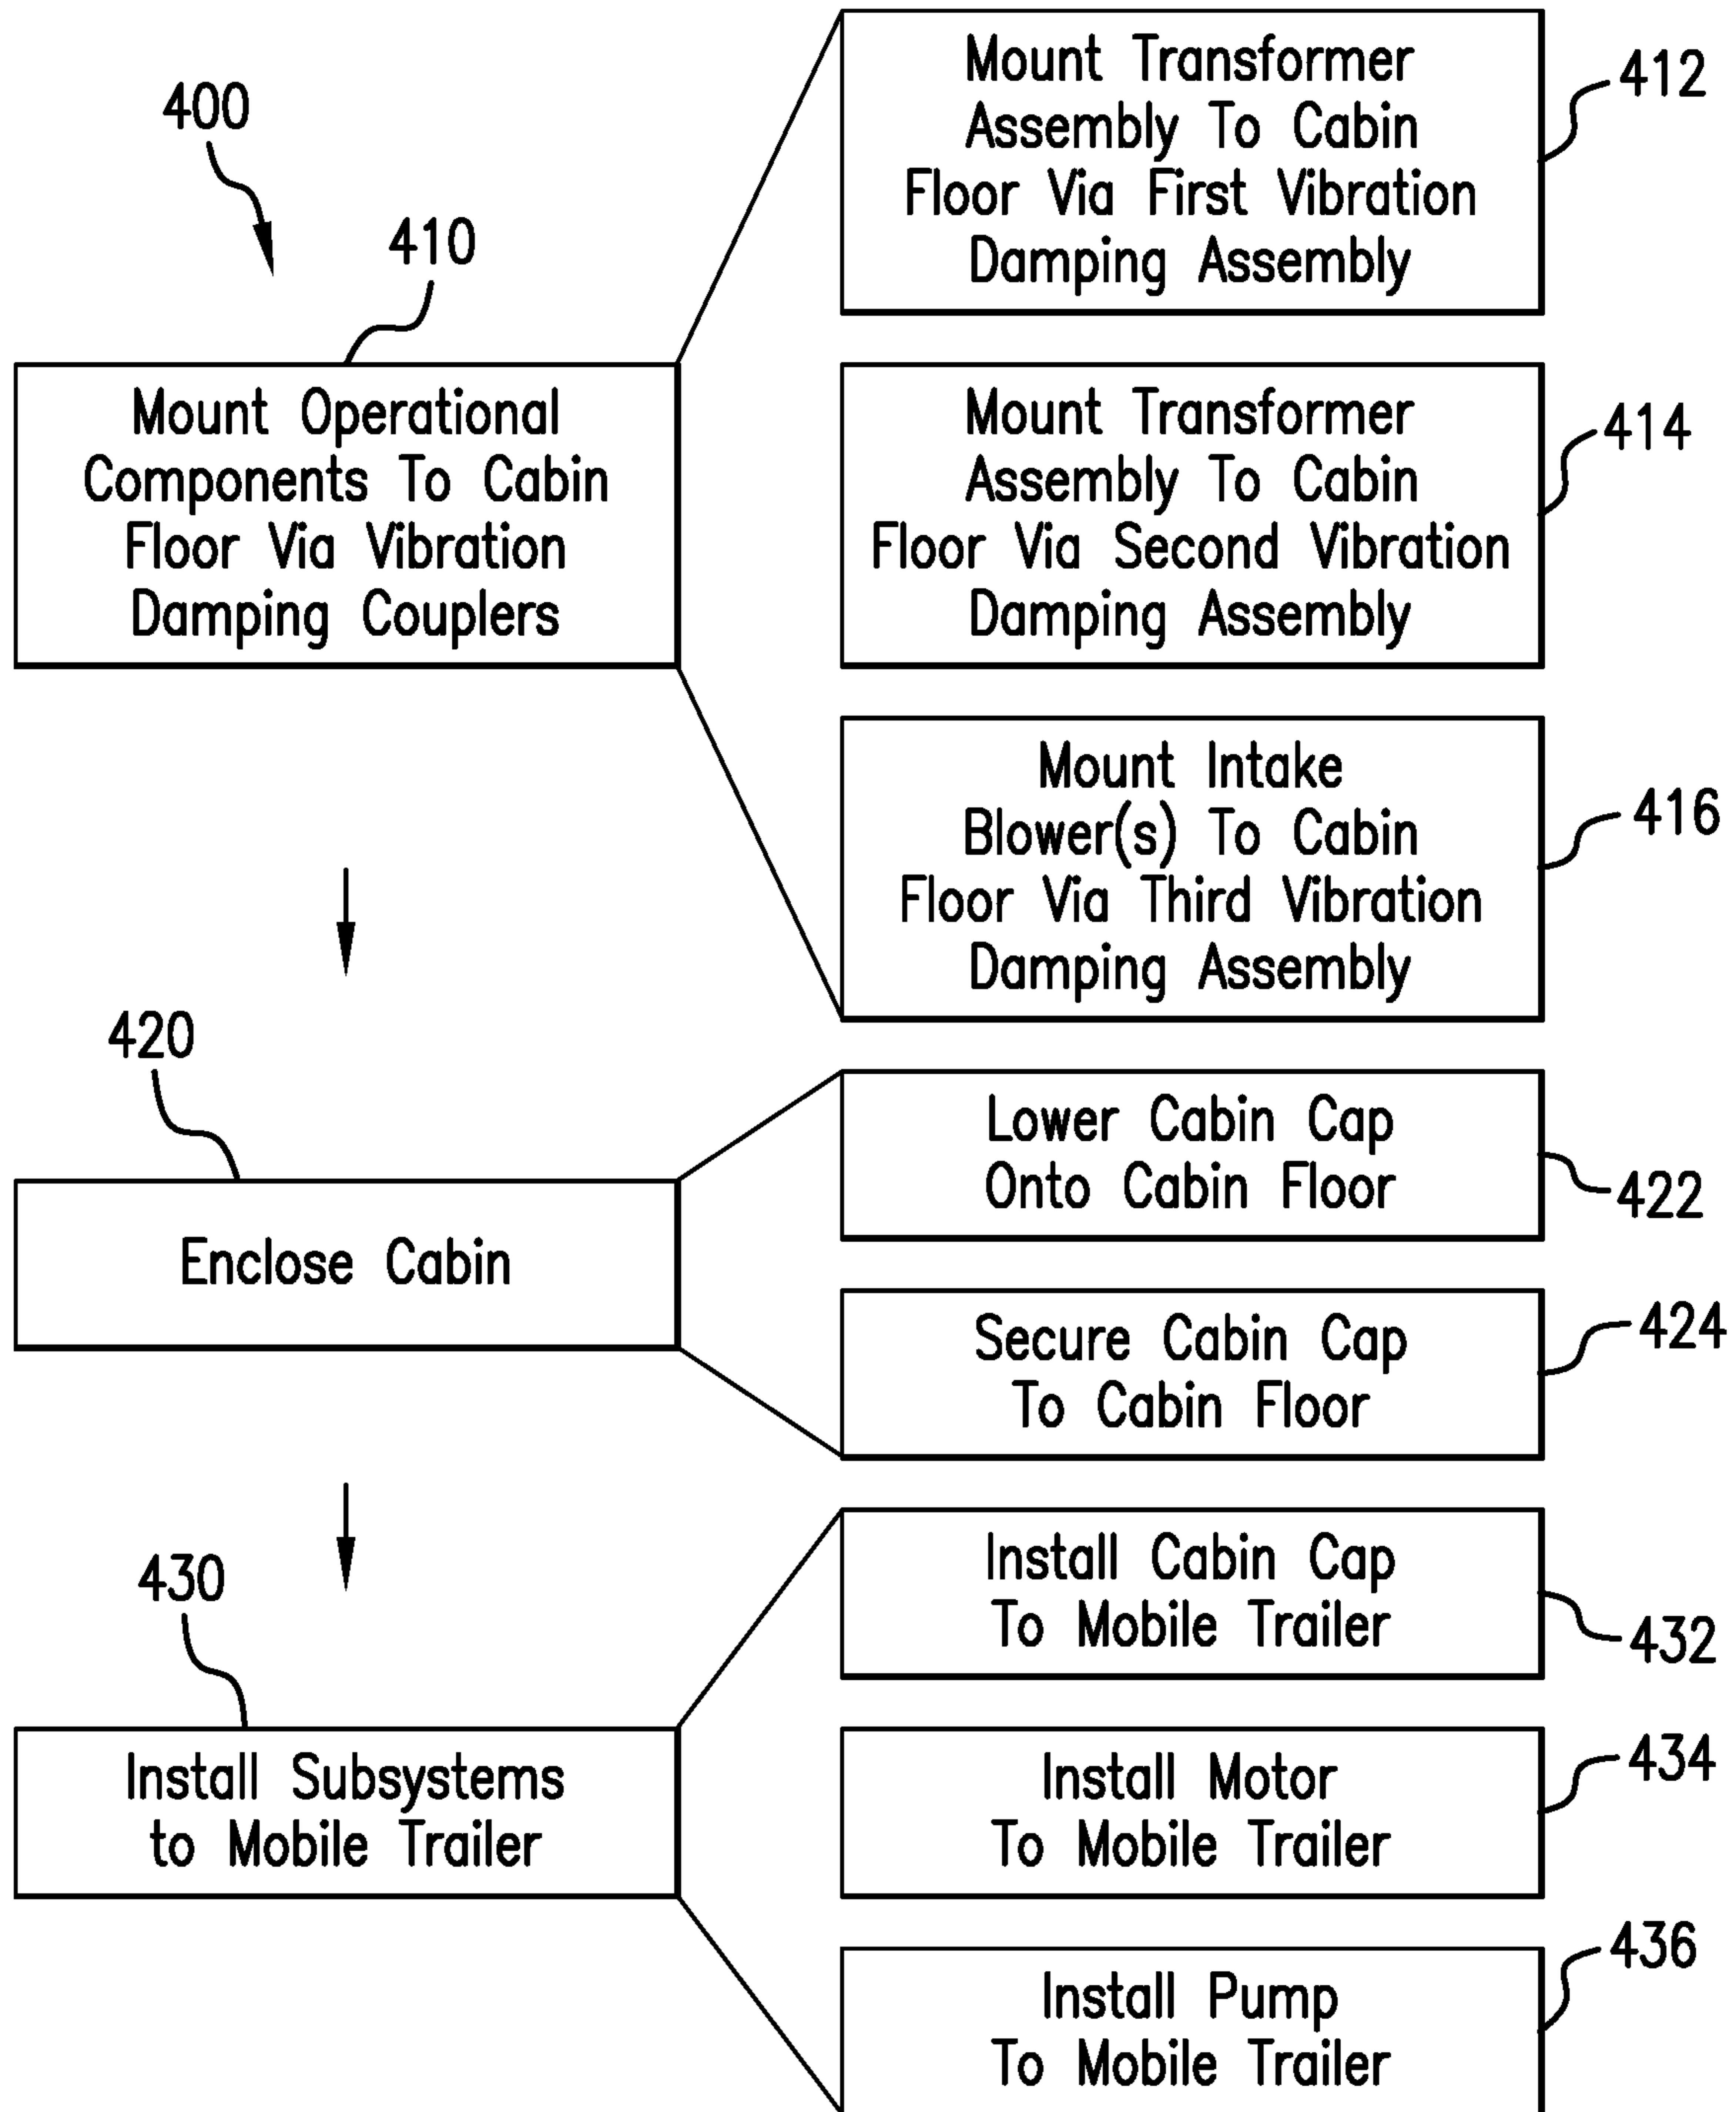 400
410
Mount Operational
Components To Cabin
Floor Via Vibration
Damping Couplers
Mount Transformer
Assembly To Cabin
Floor Via First Vibration
Damping Assembly
412
Mount Transformer
Assembly To Cabin
Floor Via Second Vibration
Damping Assembly
414
Mount Intake
Blower(s) To Cabin
Floor Via Third Vibration
Damping Assembly
416
420
Enclose Cabin
Lower Cabin Cap
Onto Cabin Floor
422
Secure Cabin Cap
To Cabin Floor
424
430
Install Subsystems
to Mobile Trailer
Install Cabin Cap
To Mobile Trailer
432
Install Motor
To Mobile Trailer
434
Install Pump
To Mobile Trailer
436